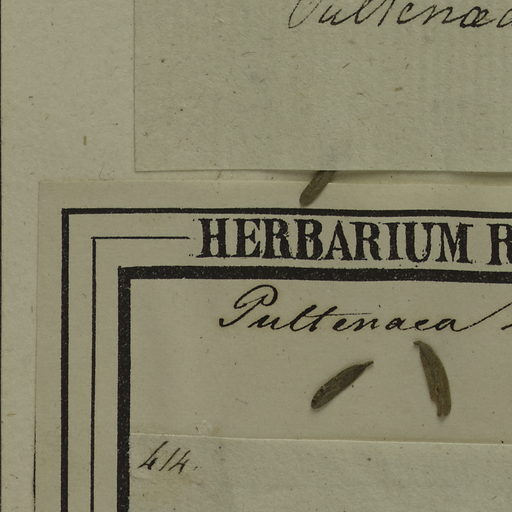 Pultenaea
HERBARIUM R
Pultenaea
414.